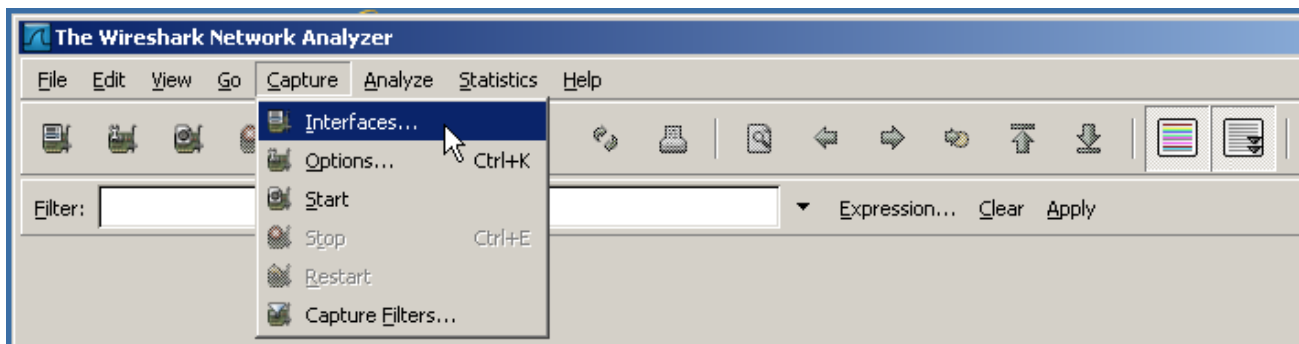 The Wireshark Network Analyzer
File Edit View Go Capture Analyze Statistics Help
Interfaces...
Options... Ctrl+K
Start
Filter: Expression... Clear Apply
Stop Ctrl+E
Restart
Capture Filters...